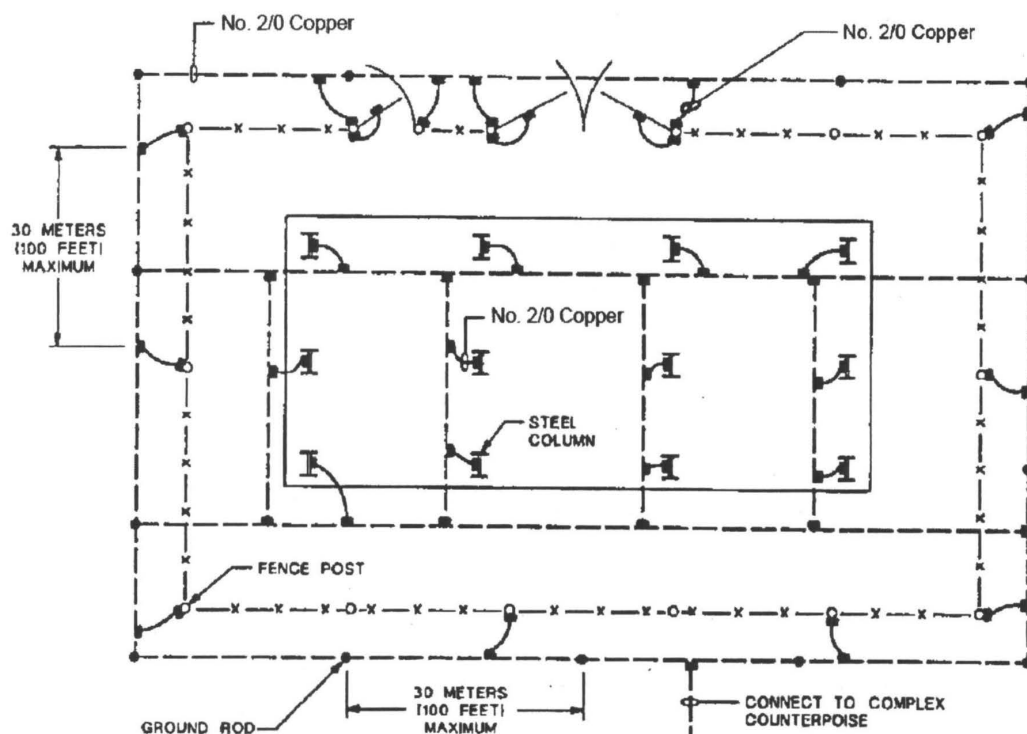 No. 2/0 Copper
No. 2/0 Copper
30 METERS
(100 FEET)
MAXIMUM
No. 2/0 Copper
STEEL
COLUMN
FENCE POST
30 METERS
(100 FEET)
MAXIMUM
GROUND ROD
CONNECT TO COMPLEX
COUNTERPOISE